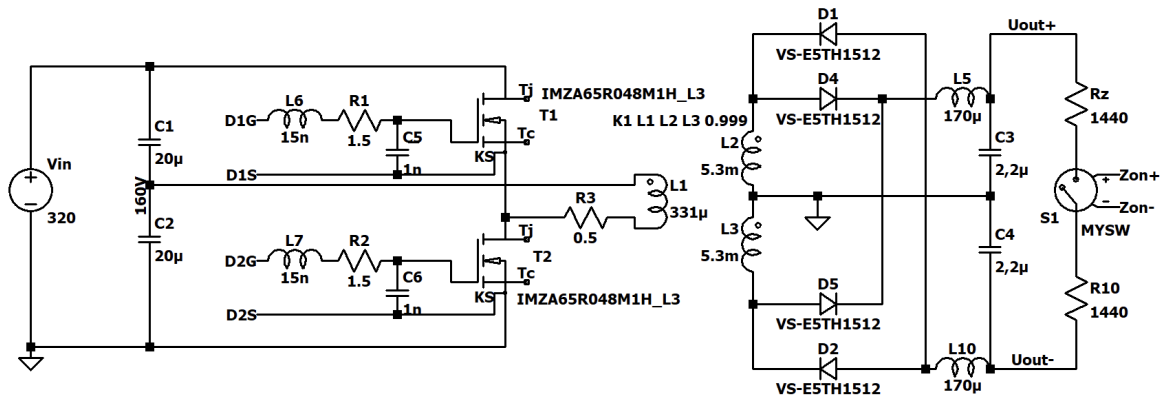 D1
VS-E5TH1512
Uout+
Tj
IMZA65R048M1H_L3
D4
VS-E5TH1512
L5
170µ
L6
15n
R1
1.5
T1
K1 L1 L2 L3 0.999
Rz
1440
D1G
C1
20µ
C5
1n
Tc
KS
L2
5.3m
C3
2,2µ
D1S
Vin
320
160V
L1
331µ
Zon+
Zon-
S1
MYSW
R3
0.5
C2
20µ
L7
15n
R2
1.5
Tj
T2
L3
5.3m
C4
2,2µ
D2G
C6
1n
Tc
KS
IMZA65R048M1H_L3
D2S
D5
VS-E5TH1512
R10
1440
D2
VS-E5TH1512
L10
170µ
Uout-